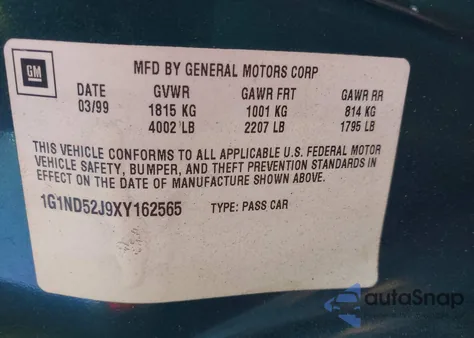 GM
MFD BY GENERAL MOTORS CORP
DATE GVWR GAWR FRT GAWR RR
03/99 1815 KG 1001 KG 814 KG
4002 LB 2207 LB 1795 LB
THIS VEHICLE CONFORMS TO ALL APPLICABLE U.S. FEDERAL MOTOR
VEHICLE SAFETY, BUMPER, AND THEFT PREVENTION STANDARDS IN
EFFECT ON THE DATE OF MANUFACTURE SHOWN ABOVE.
1G1ND52J9XY162565 TYPE: PASS CAR
autaSnap